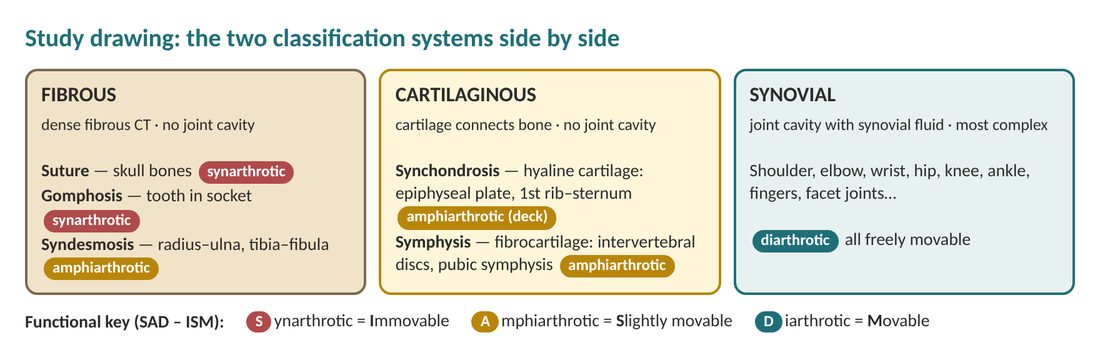 Study drawing: the two classification systems side by side
FIBROUS
dense fibrous CT · no joint cavity
Suture — skull bones synarthrotic
Gomphosis — tooth in socket
synarthrotic
Syndesmosis — radius–ulna, tibia–fibula
amphiarthrotic
CARTILAGINOUS
cartilage connects bone · no joint cavity
Synchondrosis — hyaline cartilage:
epiphyseal plate, 1st rib–sternum
amphiarthrotic (deck)
Symphysis — fibrocartilage: intervertebral
discs, pubic symphysis amphiarthrotic
SYNOVIAL
joint cavity with synovial fluid · most complex
Shoulder, elbow, wrist, hip, knee, ankle,
fingers, facet joints…
diarthrotic all freely movable
Functional key (SAD – ISM): S ynarthrotic = Immovable A mphiarthrotic = Slightly movable D iarthrotic = Movable